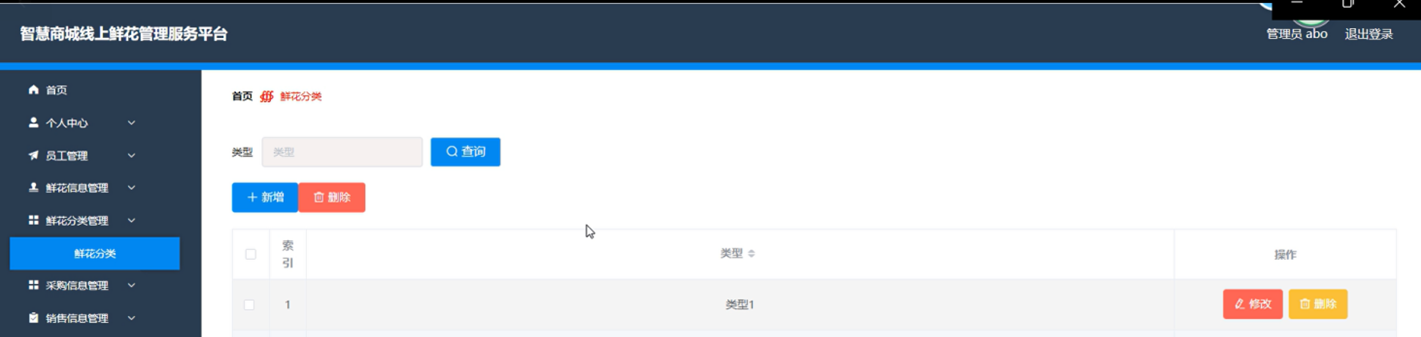 智慧商城线上鲜花管理服务平台
管理员 abo 退出登录
首页
个人中心
员工管理
鲜花信息管理
鲜花分类管理
鲜花分类
采购信息管理
销售信息管理
首页 鲜花分类
类型 类型 查询
新增 删除
索引 类型 操作
1 类型1 修改 删除